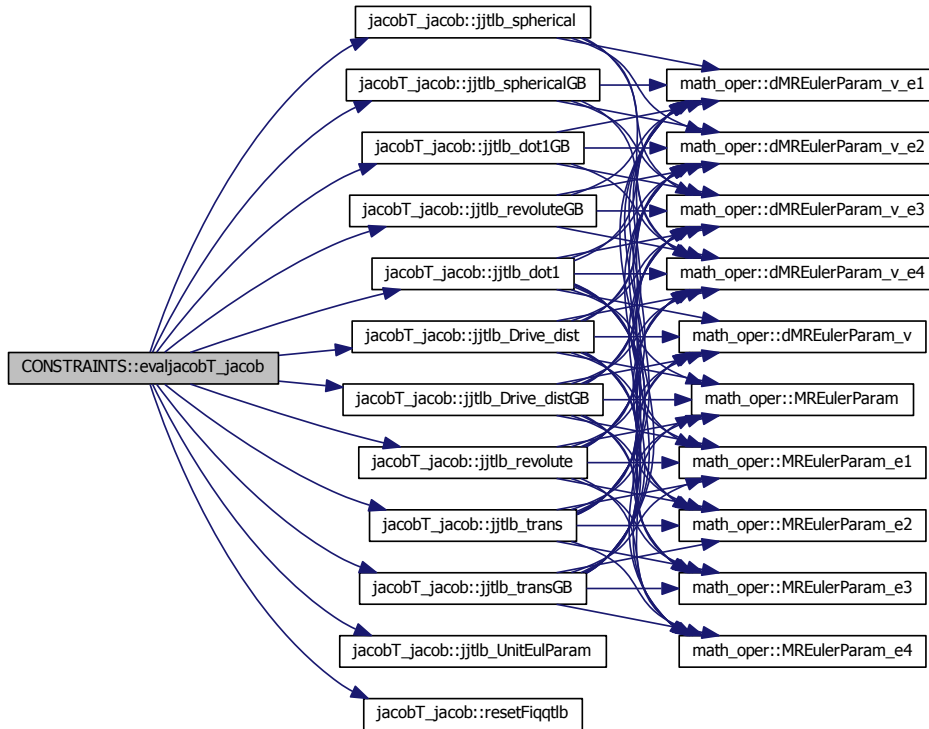 CONSTRAINTS::evaljacobT_jacob
jacobT_jacob::jjtlb_spherical
jacobT_jacob::jjtlb_sphericalGB
jacobT_jacob::jjtlb_dot1GB
jacobT_jacob::jjtlb_revoluteGB
jacobT_jacob::jjtlb_dot1
jacobT_jacob::jjtlb_Drive_dist
jacobT_jacob::jjtlb_Drive_distGB
jacobT_jacob::jjtlb_revolute
jacobT_jacob::jjtlb_trans
jacobT_jacob::jjtlb_transGB
jacobT_jacob::jjtlb_UnitEulParam
jacobT_jacob::resetFiqqtlb
math_oper::dMREulerParam_v_e1
math_oper::dMREulerParam_v_e2
math_oper::dMREulerParam_v_e3
math_oper::dMREulerParam_v_e4
math_oper::dMREulerParam_v
math_oper::MREulerParam
math_oper::MREulerParam_e1
math_oper::MREulerParam_e2
math_oper::MREulerParam_e3
math_oper::MREulerParam_e4